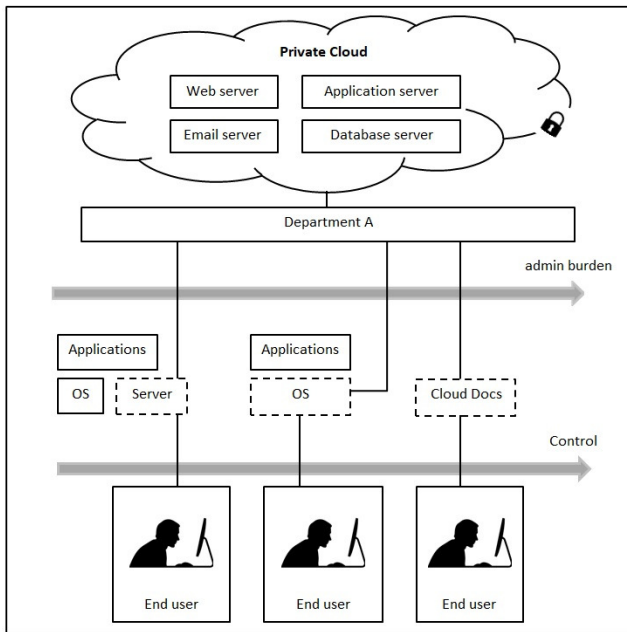 Private Cloud
Web server
Application server
Email server
Database server
Department A
admin burden
Applications
Applications
OS
Server
OS
Cloud Docs
Control
End user
End user
End user